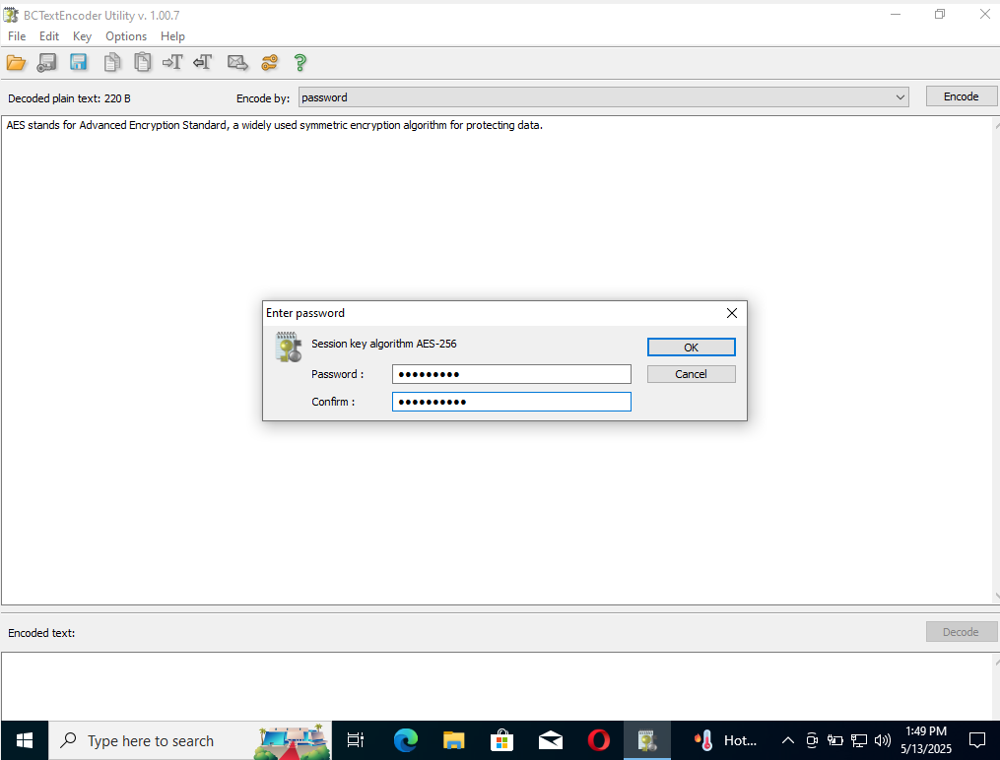 BCTextEncoder Utility v. 1.00.7
File Edit Key Options Help
Decoded plain text: 220 B Encode by: password Encode
AES stands for Advanced Encryption Standard, a widely used symmetric encryption algorithm for protecting data.
Enter password
Session key algorithm AES-256
OK
Password :
Cancel
Confirm :
Encoded text: Decode
Type here to search
Hot...
1:49 PM
5/13/2025